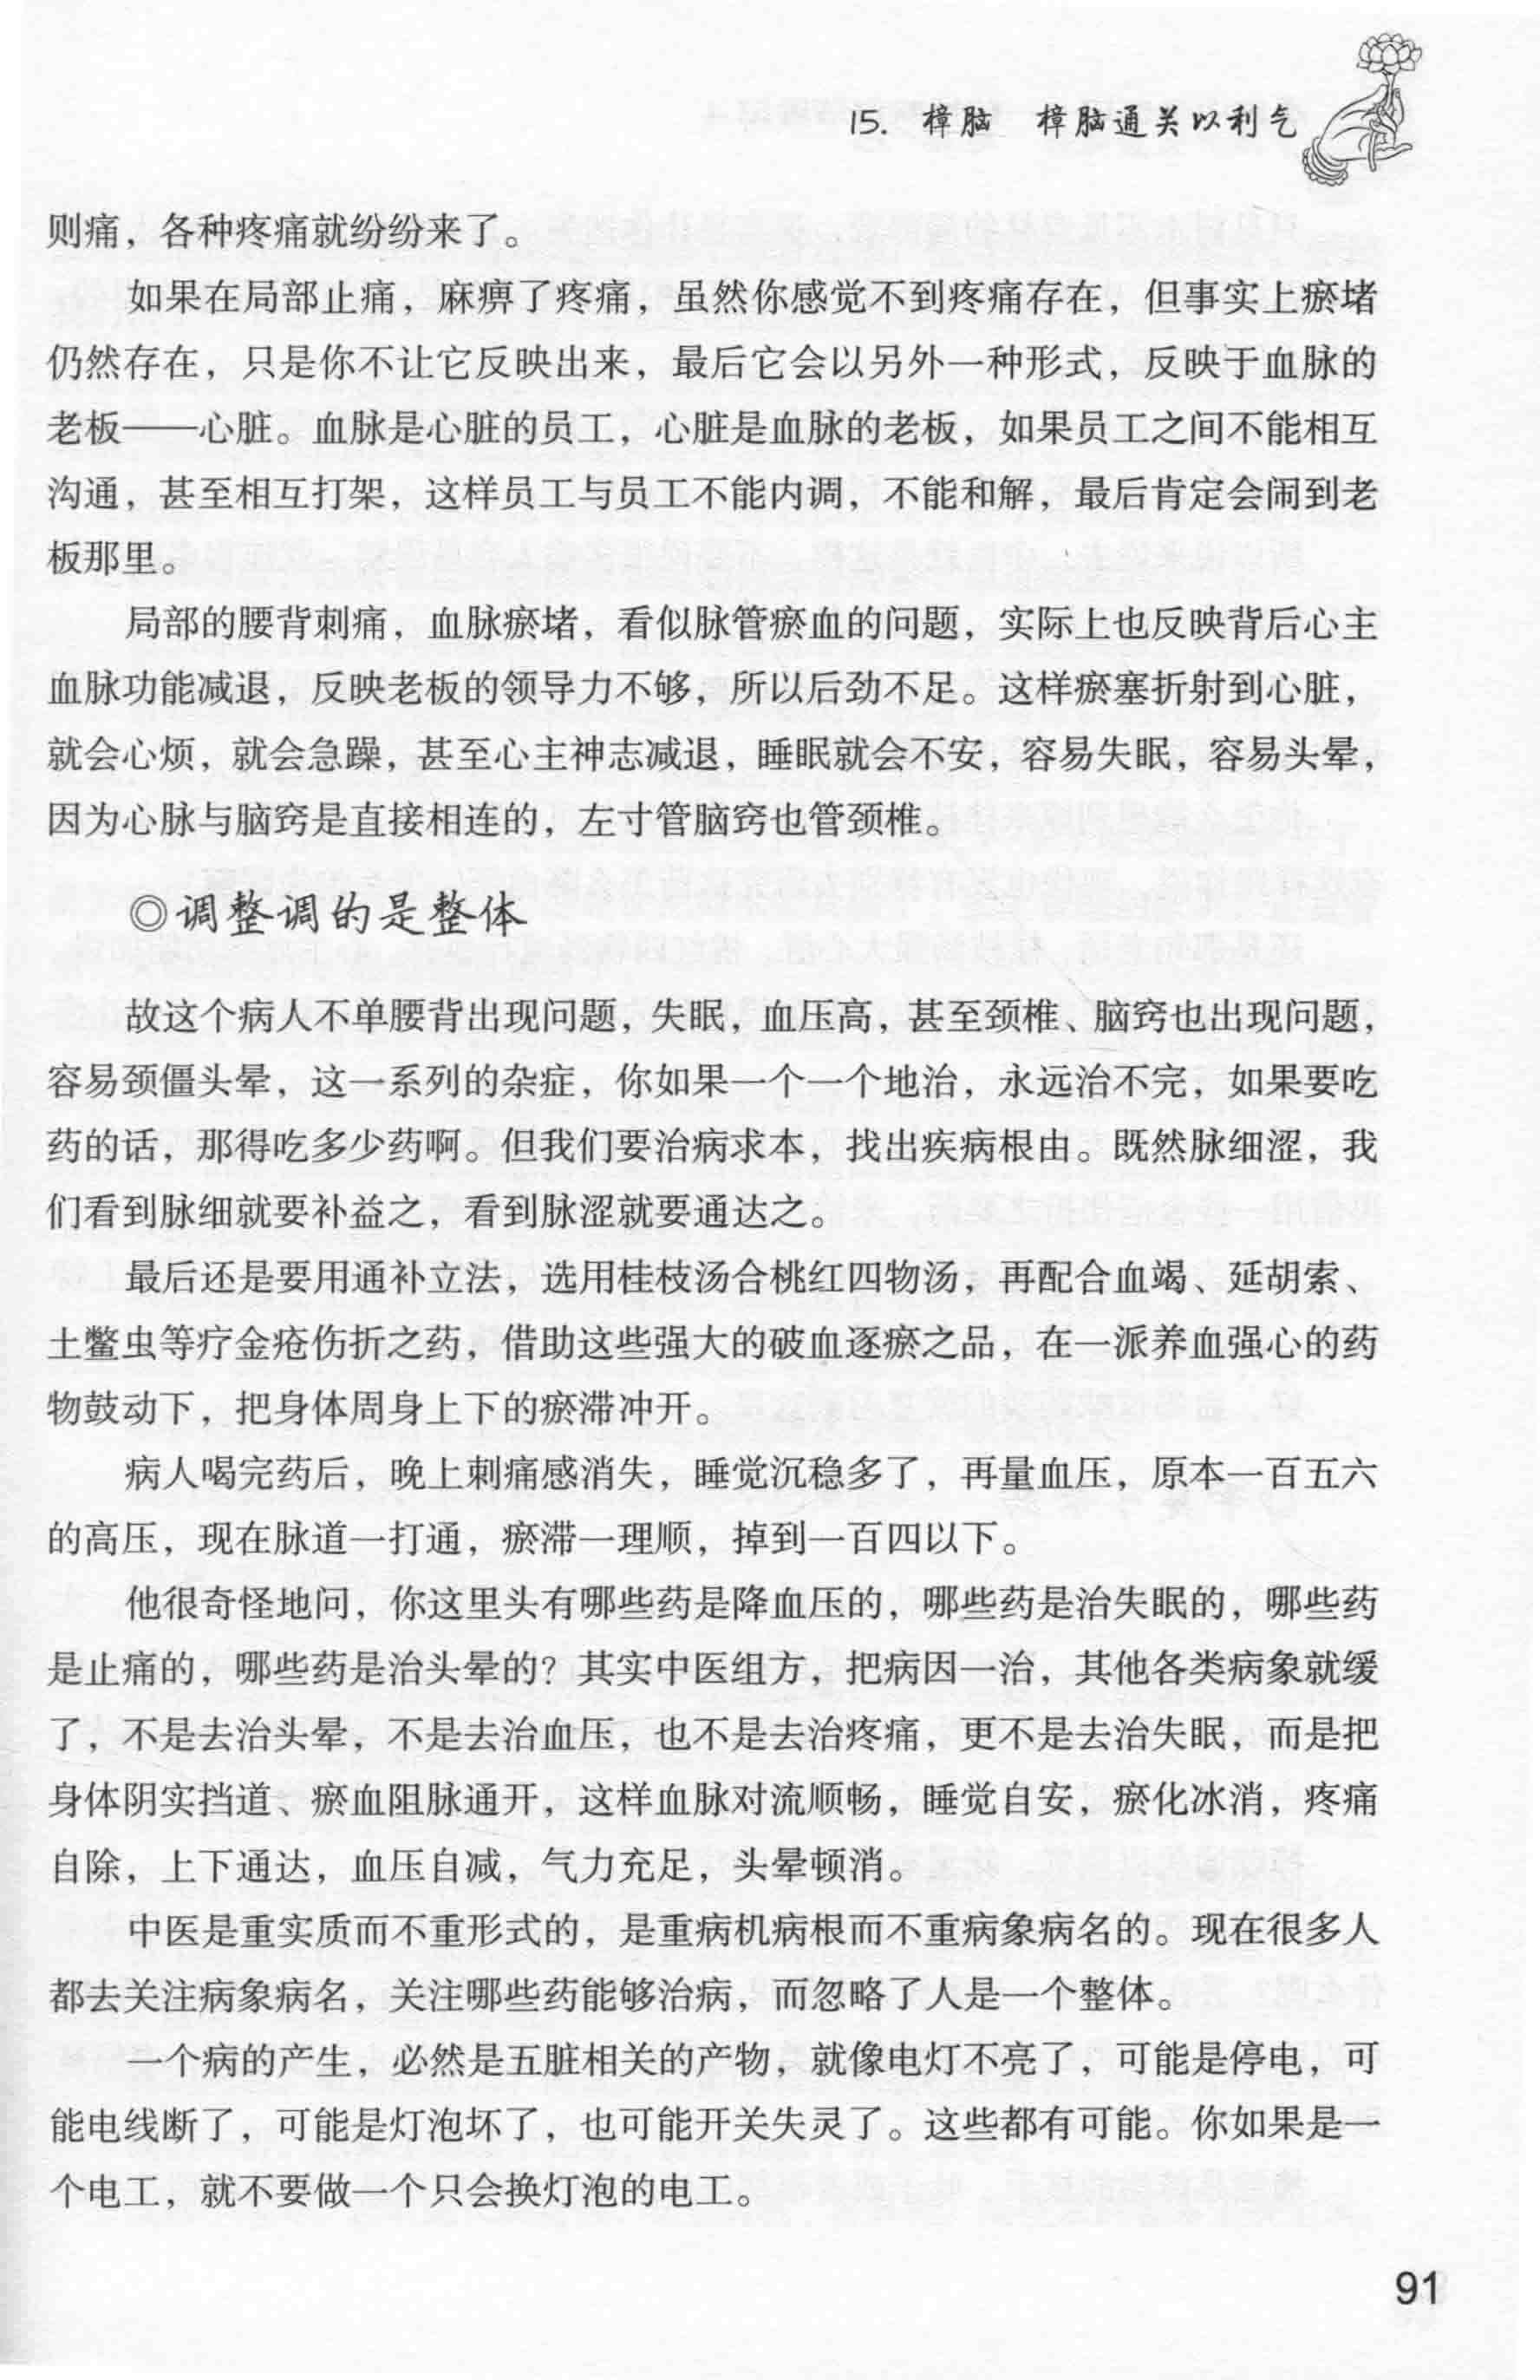 15. 樟脑 樟脑通关以利气
则痛，各种疼痛就纷纷来了。
如果在局部止痛，麻痹了疼痛，虽然你感觉不到疼痛存在，但事实上瘀堵
仍然存在，只是你不让它反映出来，最后它会以另外一种形式，反映于血脉的
老板——心脏。血脉是心脏的员工，心脏是血脉的老板，如果员工之间不能相互
沟通，甚至相互打架，这样员工与员工不能内调，不能和解，最后肯定会闹到老
板那里。
局部的腰背刺痛，血脉瘀堵，看似脉管瘀血的问题，实际上也反映背后心主
血脉功能减退，反映老板的领导力不够，所以后劲不足。这样瘀塞折射到心脏，
就会心烦，就会急躁，甚至心主神志减退，睡眠就会不安，容易失眠，容易头晕，
因为心脉与脑窍是直接相连的，左寸管脑窍也管颈椎。
◎调整调的是整体
故这个病人不单腰背出现问题，失眠，血压高，甚至颈椎、脑窍也出现问题，
容易颈僵头晕，这一系列的杂症，你如果一个一个地治，永远治不完，如果要吃
药的话，那得吃多少药啊。但我们要治病求本，找出疾病根由。既然脉细涩，我
们看到脉细就要补益之，看到脉涩就要通达之。
最后还是要用通补立法，选用桂枝汤合桃红四物汤，再配合血竭、延胡索、
土鳖虫等疗金疮伤折之药，借助这些强大的破血逐瘀之品，在一派养血强心的药
物鼓动下，把身体周身上下的瘀滞冲开。
病人喝完药后，晚上刺痛感消失，睡觉沉稳多了，再量血压，原本一百五六
的高压，现在脉道一打通，瘀滞一理顺，掉到一百四以下。
他很奇怪地问，你这里头有哪些药是降血压的，哪些药是治失眠的，哪些药
是止痛的，哪些药是治头晕的？其实中医组方，把病因一治，其他各类病象就缓
了，不是去治头晕，不是去治血压，也不是去治疼痛，更不是去治失眠，而是把
身体阴实挡道、瘀血阻脉通开，这样血脉对流顺畅，睡觉自安，瘀化冰消，疼痛
自除，上下通达，血压自减，气力充足，头晕顿消。
中医是重实质而不重形式的，是重病机病根而不重病象病名的。现在很多人
都去关注病象病名，关注哪些药能够治病，而忽略了人是一个整体。
一个病的产生，必然是五脏相关的产物，就像电灯不亮了，可能是停电，可
能电线断了，可能是灯泡坏了，也可能开关失灵了。这些都有可能。你如果是一
个电工，就不要做一个只会换灯泡的电工。
91